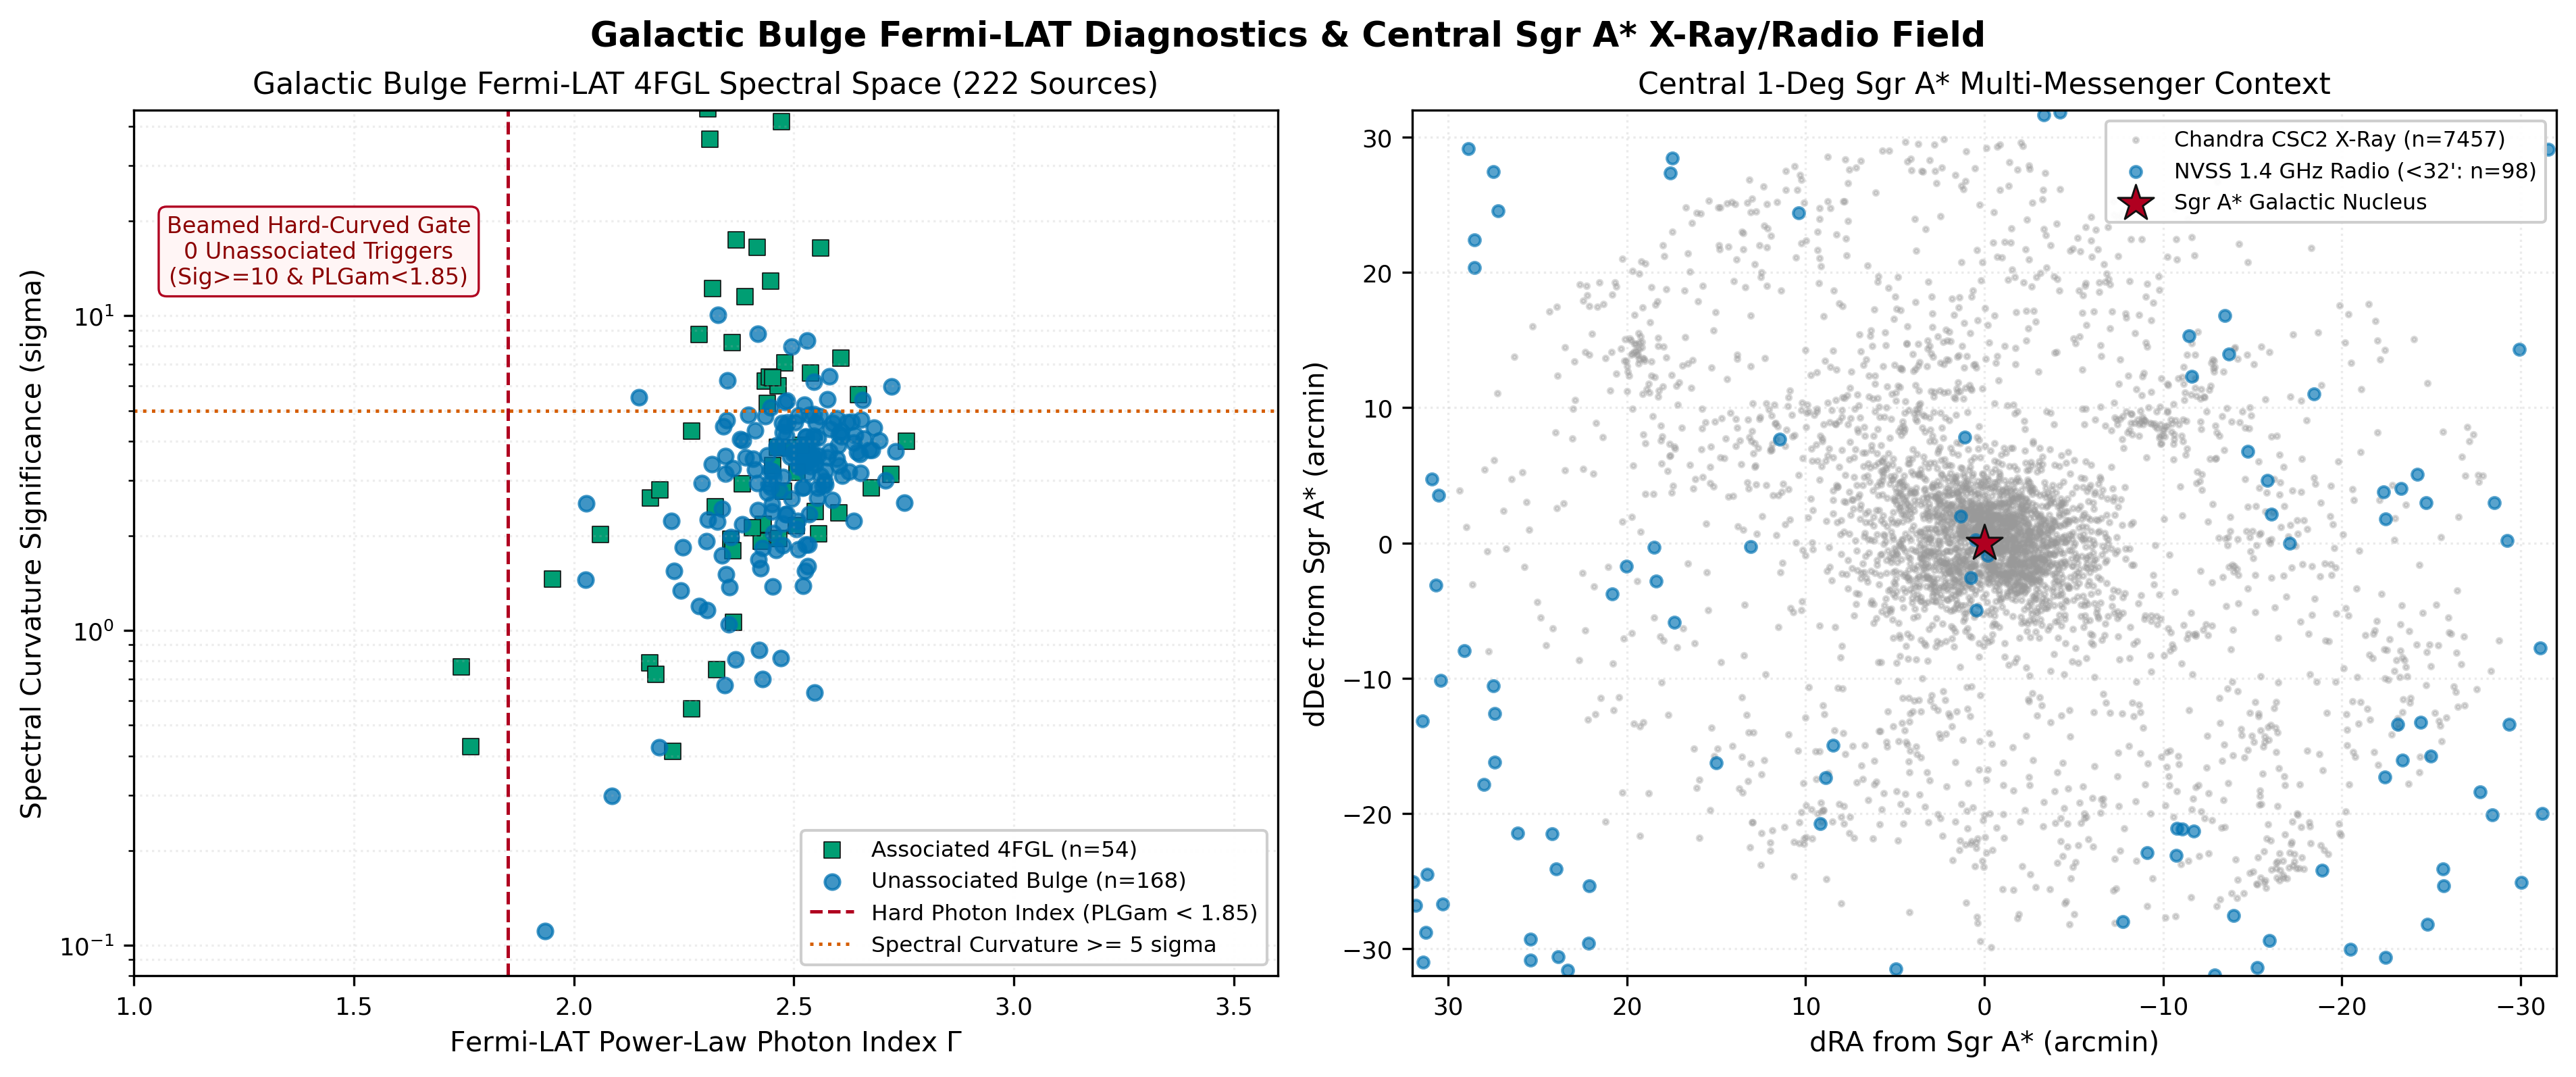 Galactic Bulge Fermi-LAT Diagnostics & Central Sgr A* X-Ray/Radio Field
Galactic Bulge Fermi-LAT 4FGL Spectral Space (222 Sources)
Spectral Curvature Significance (sigma)
10¹
10⁰
10⁻¹
Beamed Hard-Curved Gate
0 Unassociated Triggers
(Sig>=10 & PLGam<1.85)
Associated 4FGL (n=54)
Unassociated Bulge (n=168)
Hard Photon Index (PLGam < 1.85)
Spectral Curvature >= 5 sigma
1.0 1.5 2.0 2.5 3.0 3.5
Fermi-LAT Power-Law Photon Index Γ
Central 1-Deg Sgr A* Multi-Messenger Context
dDec from Sgr A* (arcmin)
30
20
10
0
−10
−20
−30
Chandra CSC2 X-Ray (n=7457)
NVSS 1.4 GHz Radio (<32': n=98)
Sgr A* Galactic Nucleus
30 20 10 0 −10 −20 −30
dRA from Sgr A* (arcmin)